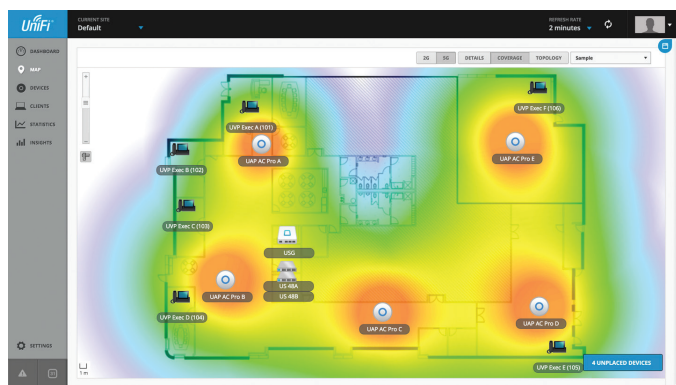 UniFi
CURRENT SITE
Default
REFRESH RATE
2 minutes
DASHBOARD
MAP
DEVICES
CLIENTS
STATISTICS
INSIGHTS
SETTINGS
2G
5G
DETAILS
COVERAGE
TOPOLOGY
Sample
UVP Exec F (106)
UVP Exec A (101)
UAP AC Pro A
UAP AC Pro E
UVP Exec B (102)
UVP Exec C (103)
USG
US 48A
US 48B
UAP AC Pro B
UVP Exec D (104)
UAP AC Pro C
UAP AC Pro D
UVP Exec E (105)
4 UNPLACED DEVICES
1 m